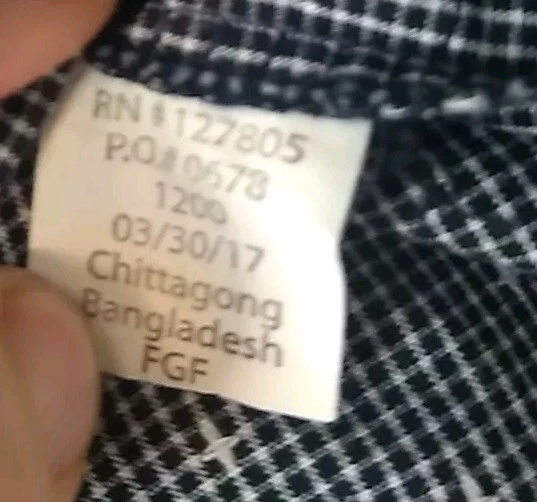 RN # 127805
P.O.# 0678
1200
03/30/17
Chittagong
Bangladesh
FGF